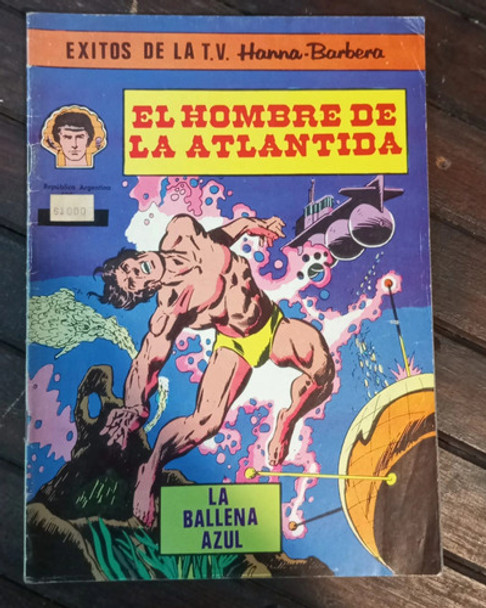 EXITOS DE LA T.V. Hanna-Barbera
EL HOMBRE DE
LA ATLANTIDA
República Argentina
LA
BALLENA
AZUL